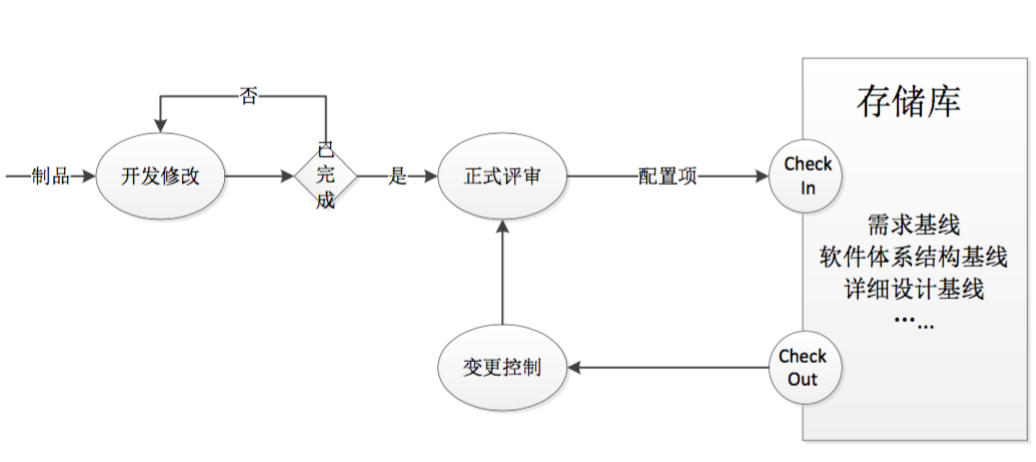 存储库
否
制品
开发修改
已
完
成
是
正式评审
配置项
Check
In
需求基线
软件体系结构基线
详细设计基线
……
变更控制
Check
Out